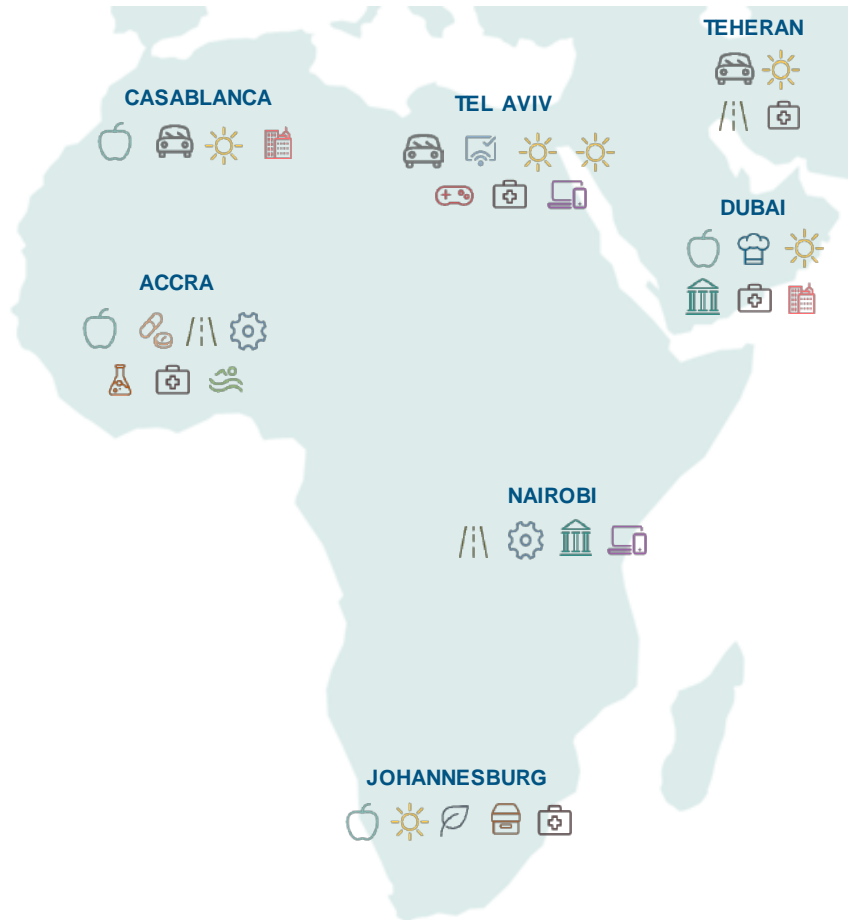 TEHERAN
CASABLANCA
TEL AVIV
DUBAI
ACCRA
NAIROBI
JOHANNESBURG